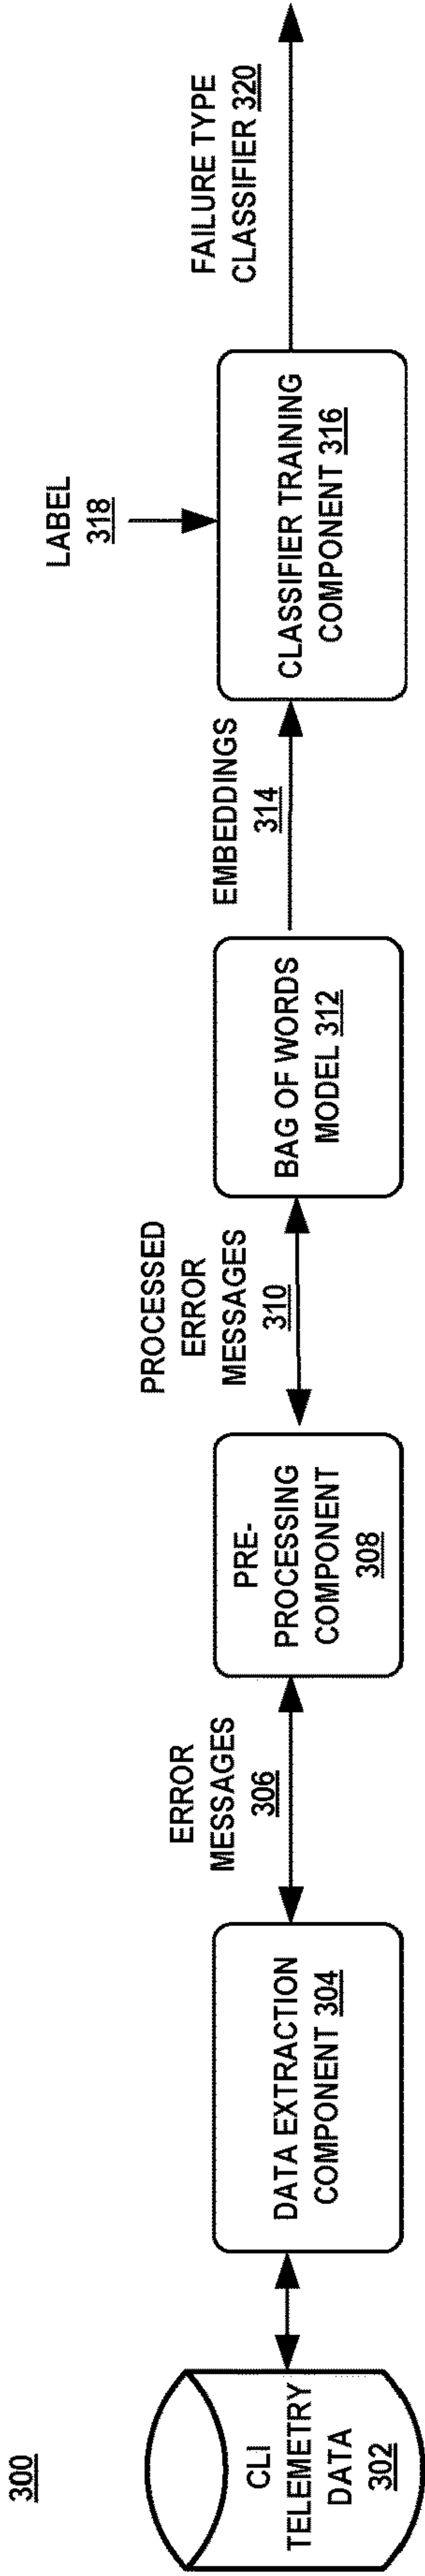 300
CLI
TELEMETRY
DATA
302
DATA EXTRACTION
COMPONENT 304
ERROR
MESSAGES
306
PRE-
PROCESSING
COMPONENT
308
PROCESSED
ERROR
MESSAGES
310
BAG OF WORDS
MODEL 312
EMBEDDINGS
314
LABEL
318
CLASSIFIER TRAINING
COMPONENT 316
FAILURE TYPE
CLASSIFIER 320